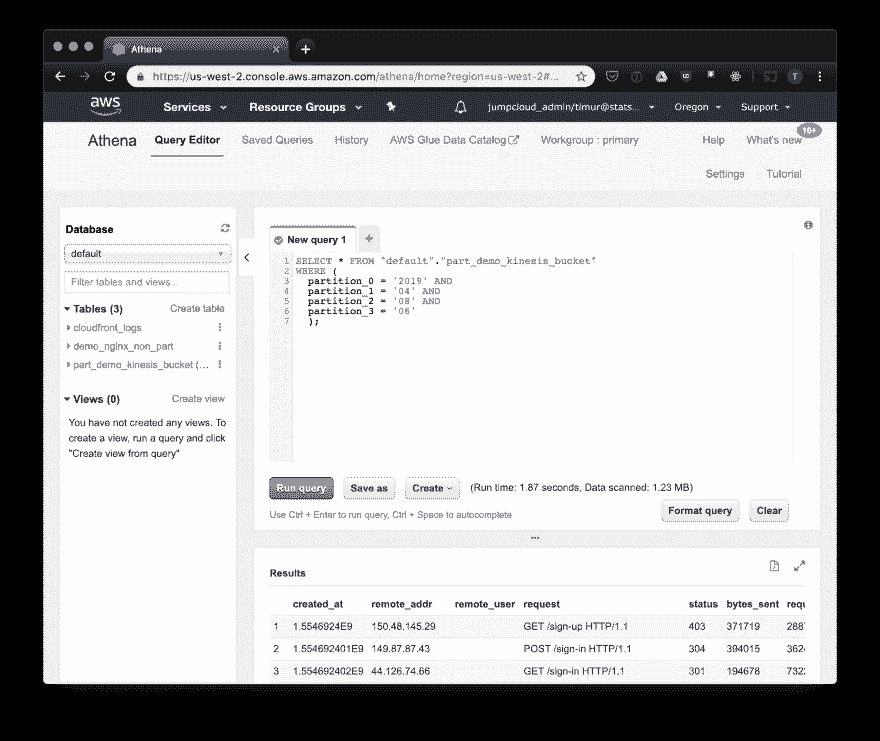 Athena
https://us-west-2.console.aws.amazon.com/athena/home?region=us-west-2#...
T
aws
Services
Resource Groups
jumpcloud_admin/timur@stats...
Oregon
Support
Athena
Query Editor
Saved Queries
History
AWS Glue Data Catalog
Workgroup : primary
Help
What's new
10+
Settings
Tutorial
Database
default
Filter tables and views...
Tables (3)
Create table
cloudfront_logs
demo_nginx_non_part
part_demo_kinesis_bucket (...
Views (0)
Create view
You have not created any views. To
create a view, run a query and click
"Create view from query"
New query 1
1 SELECT * FROM "default"."part_demo_kinesis_bucket"
2 WHERE (
3 partition_0 = '2019' AND
4 partition_1 = '04' AND
5 partition_2 = '08' AND
6 partition_3 = '06'
7 );
Run query
Save as
Create
(Run time: 1.87 seconds, Data scanned: 1.23 MB)
Use Ctrl + Enter to run query, Ctrl + Space to autocomplete
Format query
Clear
Results
created_at remote_addr remote_user request status bytes_sent requ
1 1.5546924E9 150.48.145.29 GET /sign-up HTTP/1.1 403 371719 288
2 1.554692401E9 149.87.87.43 POST /sign-in HTTP/1.1 304 394015 362
3 1.554692402E9 44.126.74.66 GET /sign-in HTTP/1.1 301 194678 732